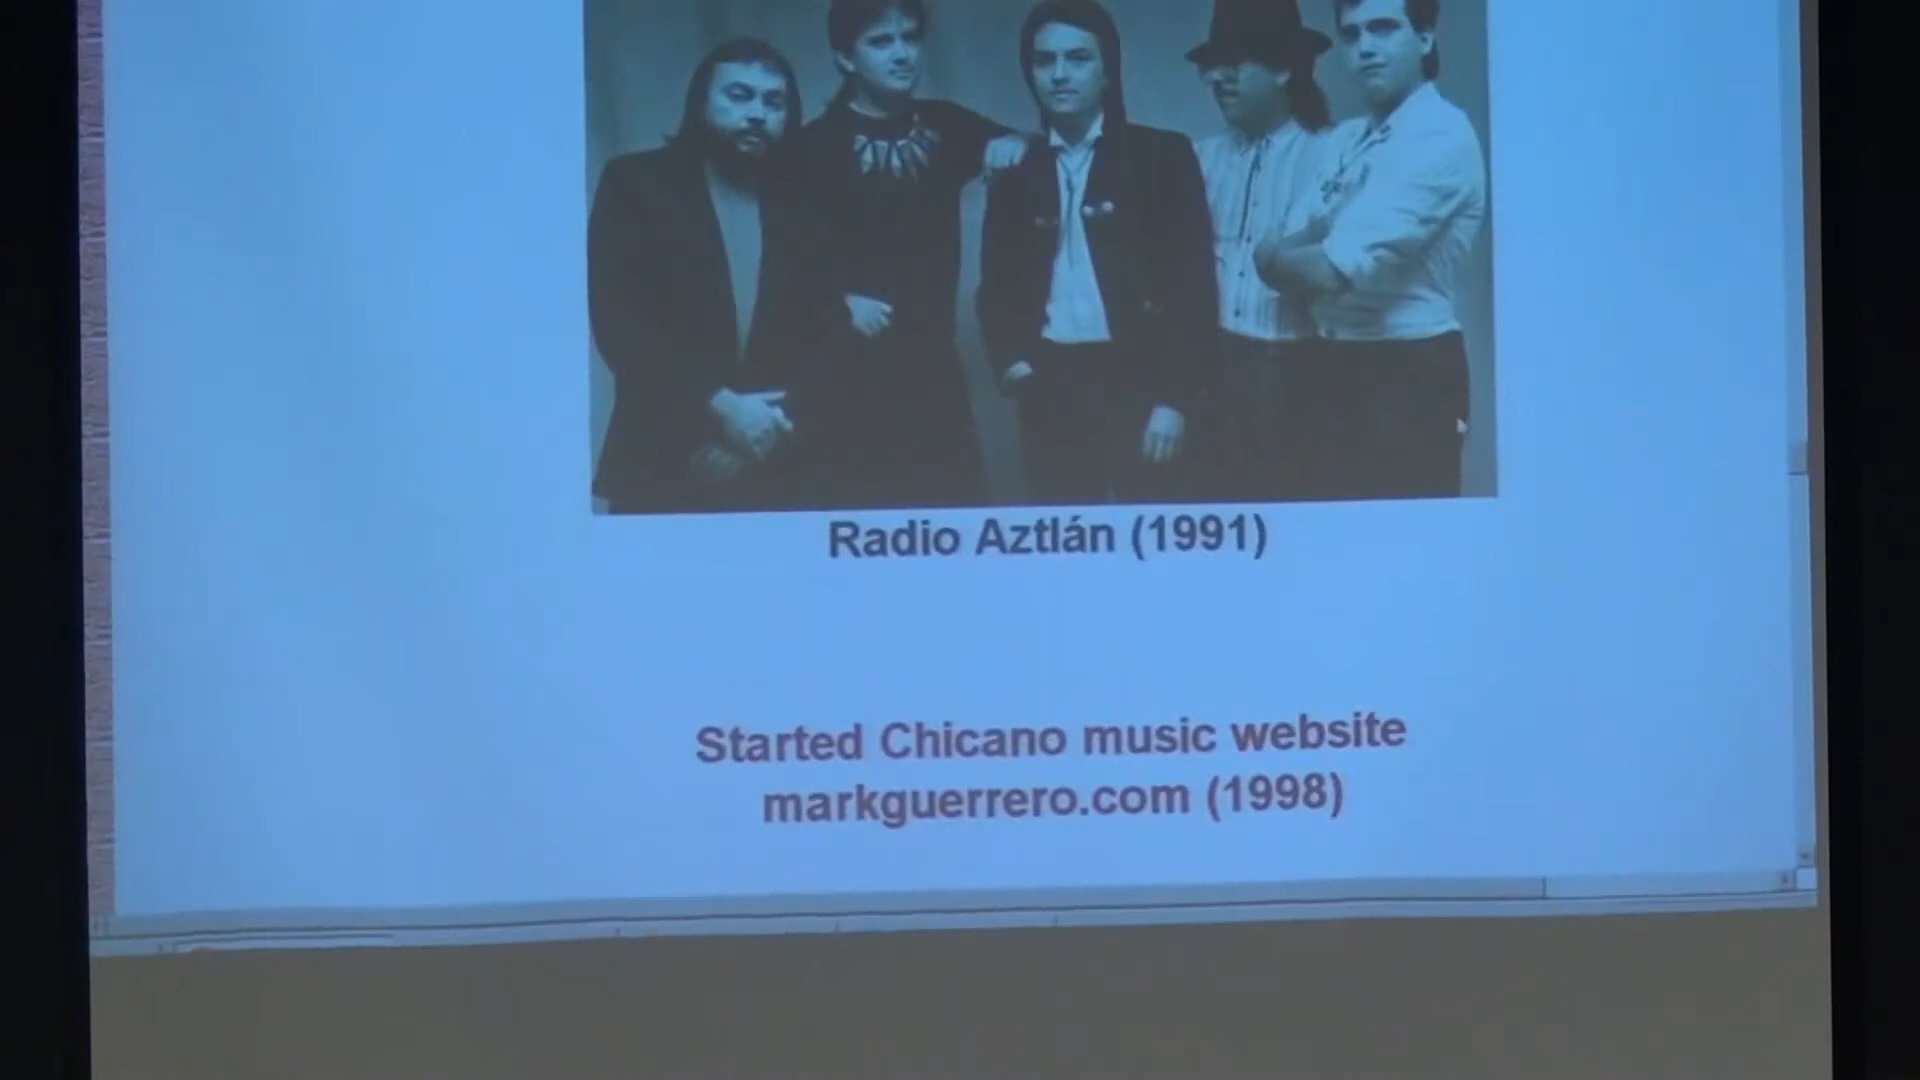 Radio Aztlán (1991)
Started Chicano music website
markguerrero.com (1998)